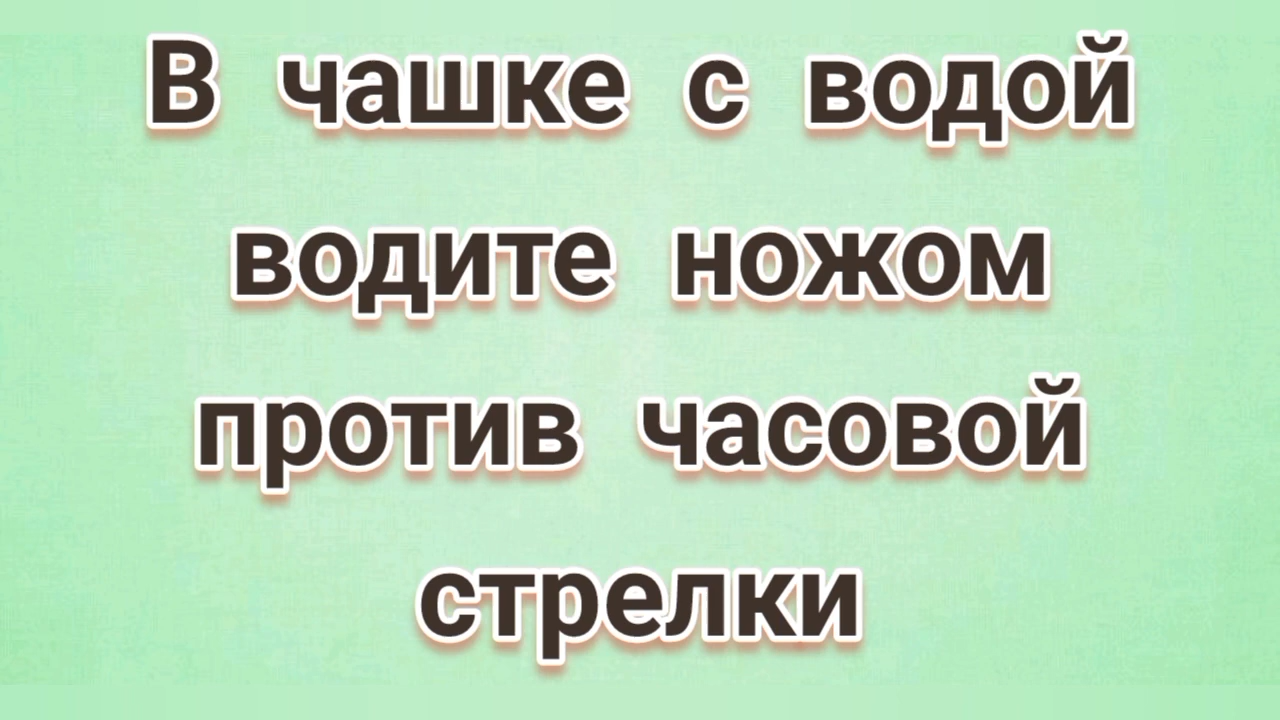 В чашке с водой
водите ножом
против часовой
стрелки